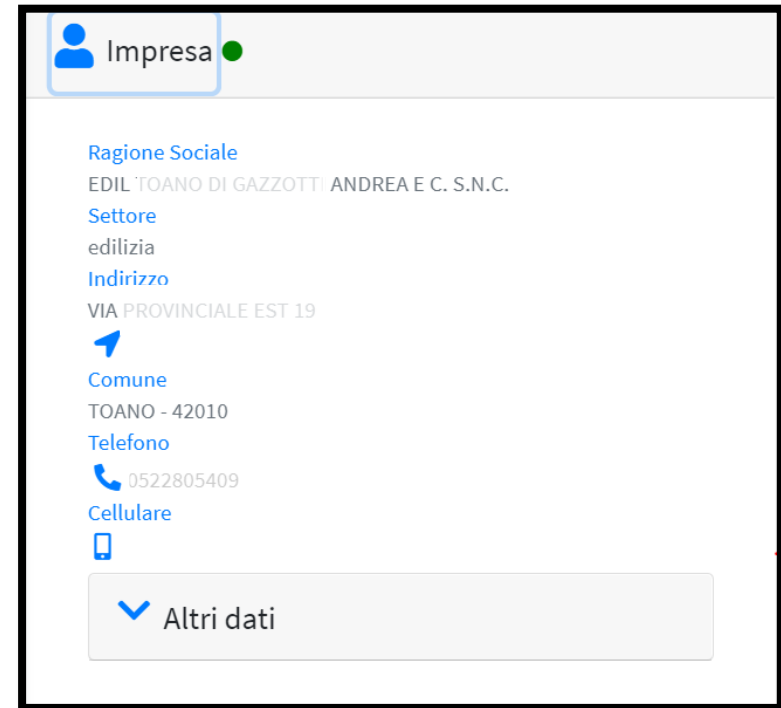 Impresa
Ragione Sociale
EDIL TOANO DI GAZZOTTI ANDREA E C. S.N.C.
Settore
edilizia
Indirizzo
VIA PROVINCIALE EST 19
Comune
TOANO - 42010
Telefono
0522805409
Cellulare
Altri dati